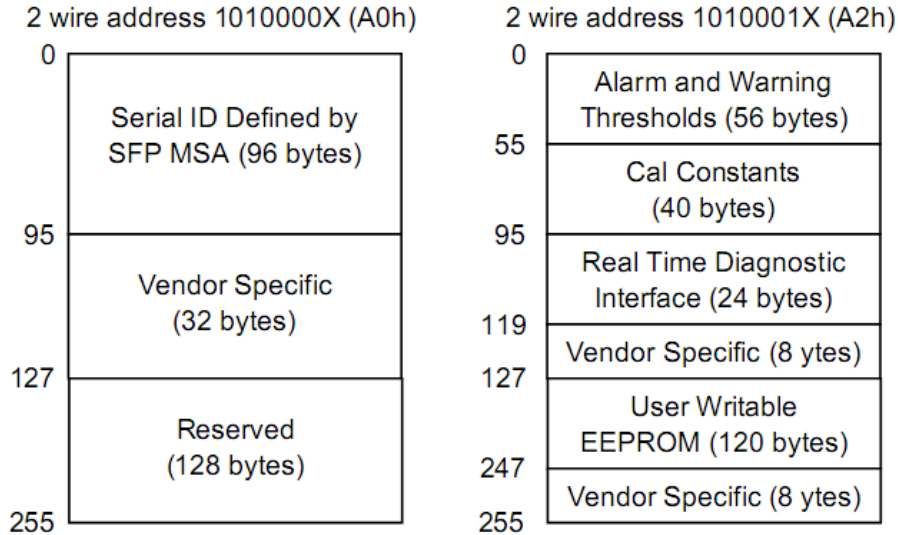 2 wire address 1010000X (A0h)
0
Serial ID Defined by
SFP MSA (96 bytes)
95
Vendor Specific
(32 bytes)
127
Reserved
(128 bytes)
255
2 wire address 1010001X (A2h)
0
Alarm and Warning
Thresholds (56 bytes)
55
Cal Constants
(40 bytes)
95
Real Time Diagnostic
Interface (24 bytes)
119
Vendor Specific (8 ytes)
127
User Writable
EEPROM (120 bytes)
247
Vendor Specific (8 ytes)
255